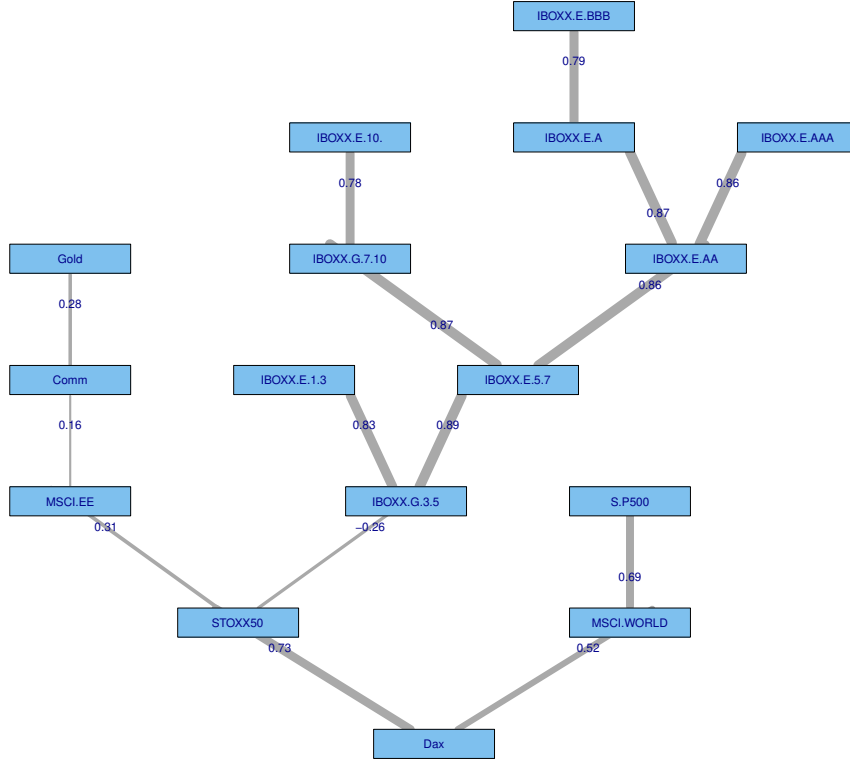 IBOXX.E.BBB
0.79
IBOXX.E.10.
IBOXX.E.A
IBOXX.E.AAA
0.78
0.87
0.86
Gold
IBOXX.G.7.10
IBOXX.E.AA
0.28
0.87
0.86
Comm
IBOXX.E.1.3
IBOXX.E.5.7
0.16
0.83
0.89
MSCI.EE
IBOXX.G.3.5
S.P500
0.31
−0.26
0.69
STOXX50
MSCI.WORLD
0.73
0.52
Dax